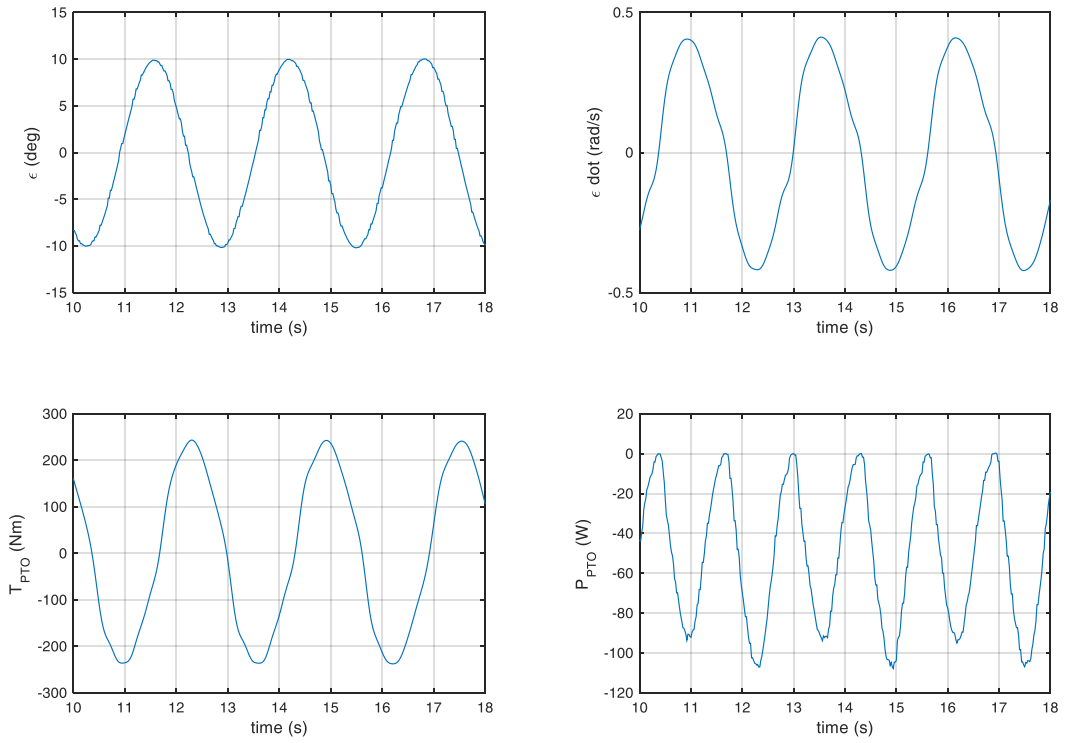 15
10
5
0
-5
-10
-15
ϵ (deg)
10 11 12 13 14 15 16 17 18
time (s)
0.5
0
-0.5
ϵ dot (rad/s)
10 11 12 13 14 15 16 17 18
time (s)
300
200
100
0
-100
-200
-300
T_PTO (Nm)
10 11 12 13 14 15 16 17 18
time (s)
20
0
-20
-40
-60
-80
-100
-120
P_PTO (W)
10 11 12 13 14 15 16 17 18
time (s)